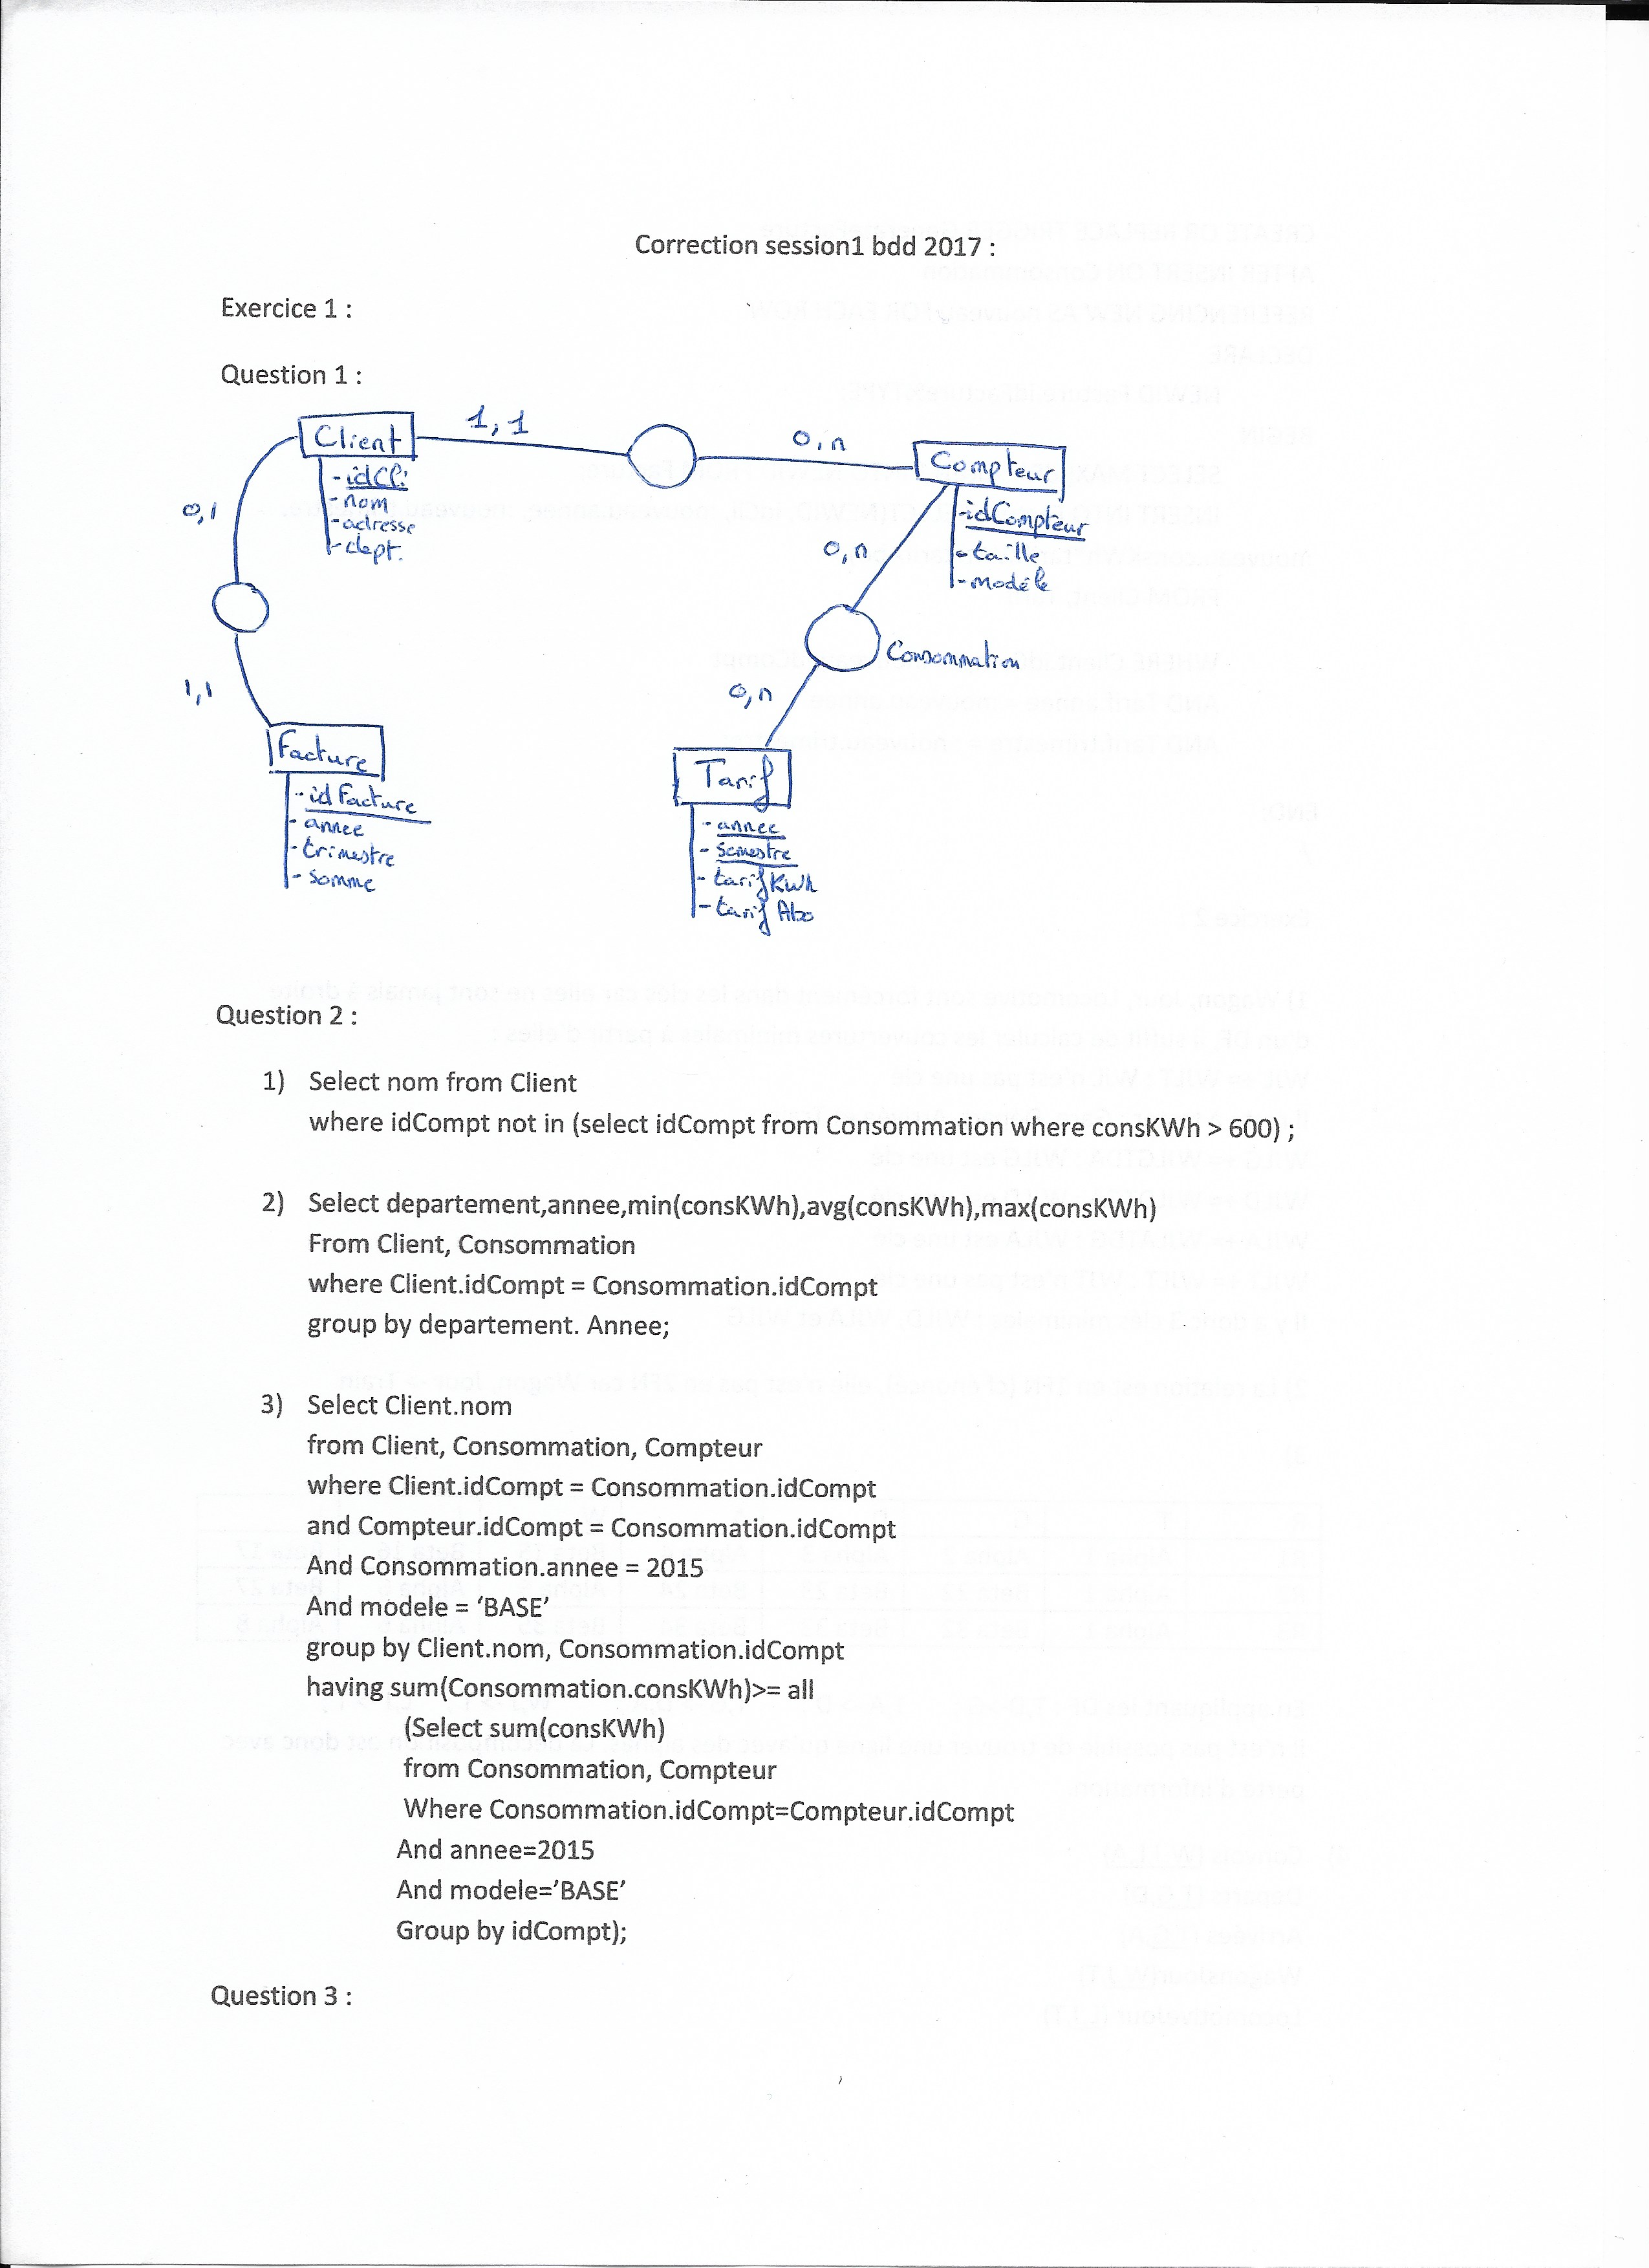 Correction session1 bdd 2017 :
Exercice 1 :
Question 1 :
Client
- idCli
- nom
- adresse
- dept.
1,1
0,n
Compteur
- idCompteur
- taille
- modèle
0,1
0,n
Consommation
1,1
0,n
Facture
- idFacture
- annee
- trimestre
- somme
Tarif
- annee
- semestre
- tarif KWh
- tarif Abo
Question 2 :
1) Select nom from Client
where idCompt not in (select idCompt from Consommation where consKWh > 600) ;
2) Select departement,annee,min(consKWh),avg(consKWh),max(consKWh)
From Client, Consommation
where Client.idCompt = Consommation.idCompt
group by departement. Annee;
3) Select Client.nom
from Client, Consommation, Compteur
where Client.idCompt = Consommation.idCompt
and Compteur.idCompt = Consommation.idCompt
And Consommation.annee = 2015
And modele = ‘BASE’
group by Client.nom, Consommation.idCompt
having sum(Consommation.consKWh)>= all
(Select sum(consKWh)
from Consommation, Compteur
Where Consommation.idCompt=Compteur.idCompt
And annee=2015
And modele=’BASE’
Group by idCompt);
Question 3 :